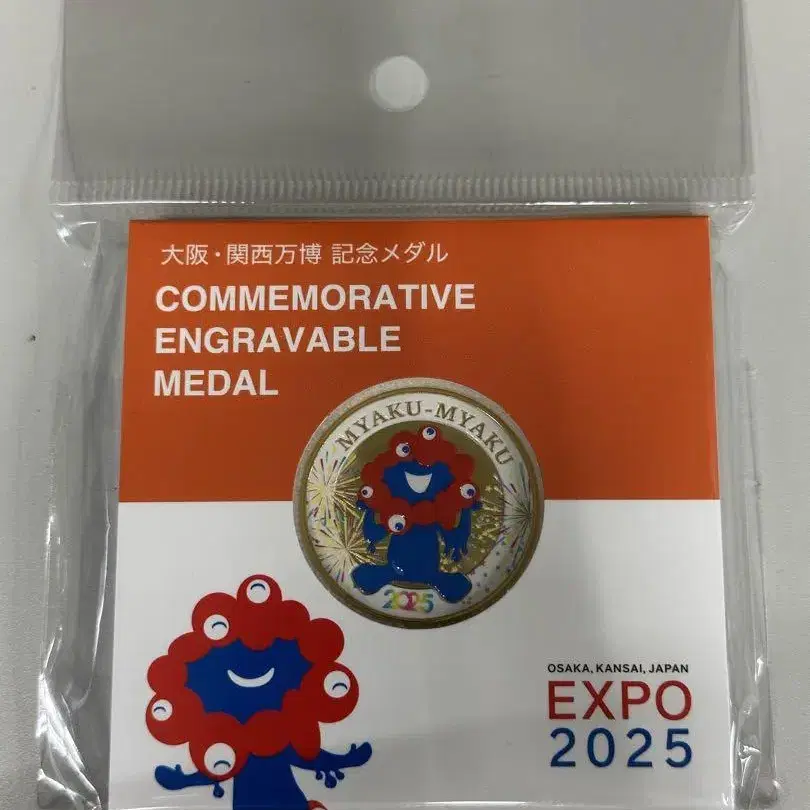 大阪・関西万博 記念メダル
COMMEMORATIVE
ENGRAVABLE
MEDAL
MYAKU-MYAKU
2025
OSAKA, KANSAI, JAPAN
EXPO
2025